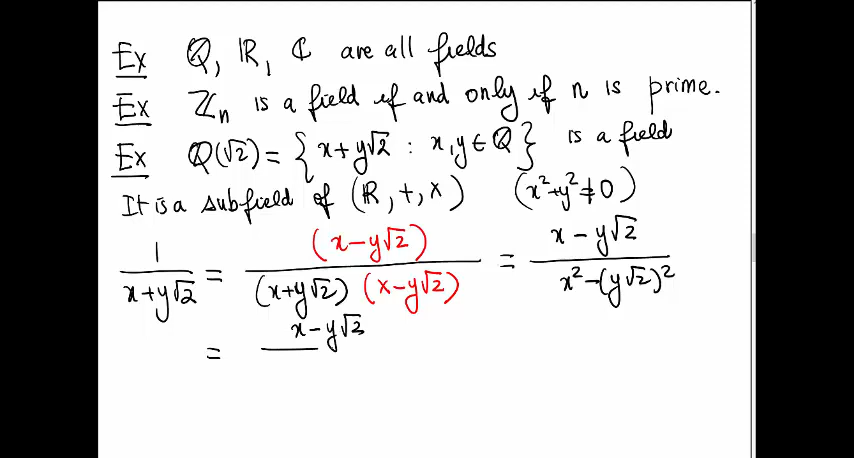 Ex ℚ, ℝ, ℂ are all fields
Ex ℤₙ is a field if and only if n is prime.
Ex ℚ(√2) = { x + y√2 : x, y ∈ ℚ } is a field
It is a subfield of (ℝ, +, ×) (x² + y² ≠ 0)
1/(x + y√2) = (x − y√2)/((x + y√2)(x − y√2)) = (x − y√2)/(x² − (y√2)²)
= x − y√2